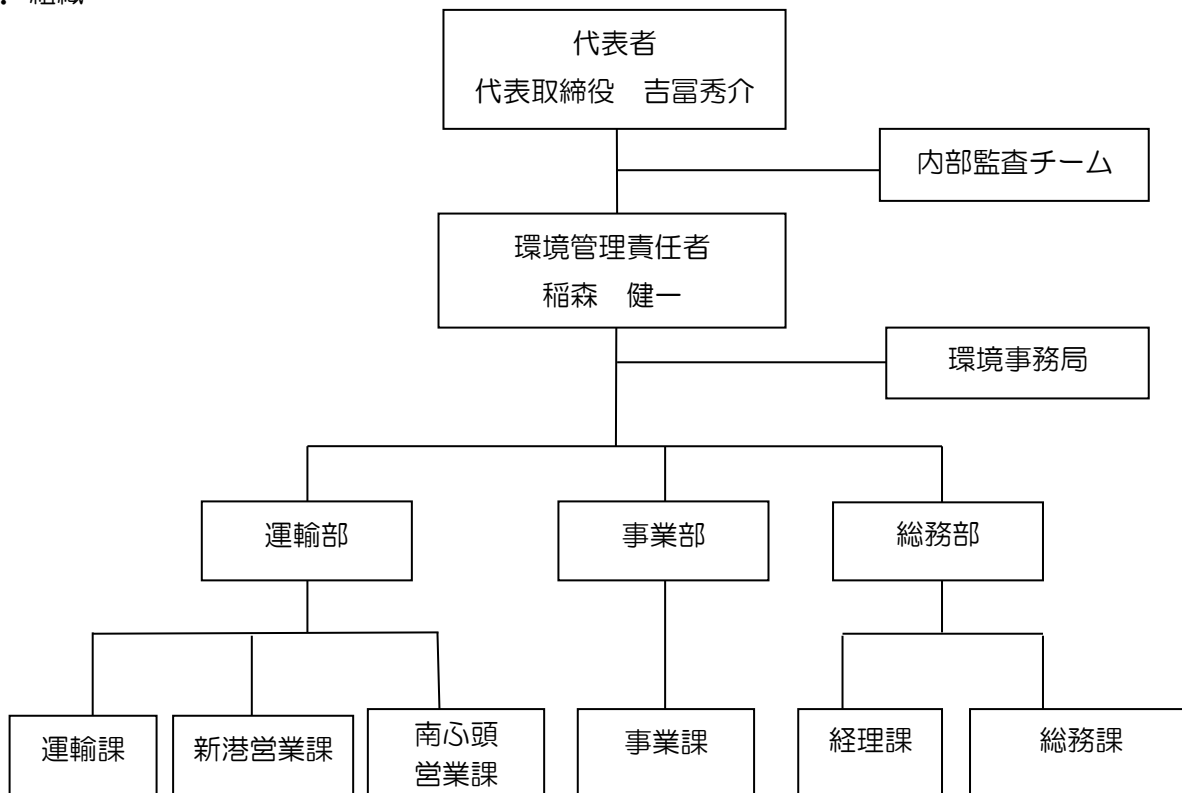 ．組織
代表者
代表取締役　吉冨秀介
内部監査チーム
環境管理責任者
稲森　健一
環境事務局
運輸部
事業部
総務部
運輸課
新港営業課
南ふ頭
営業課
事業課
経理課
総務課